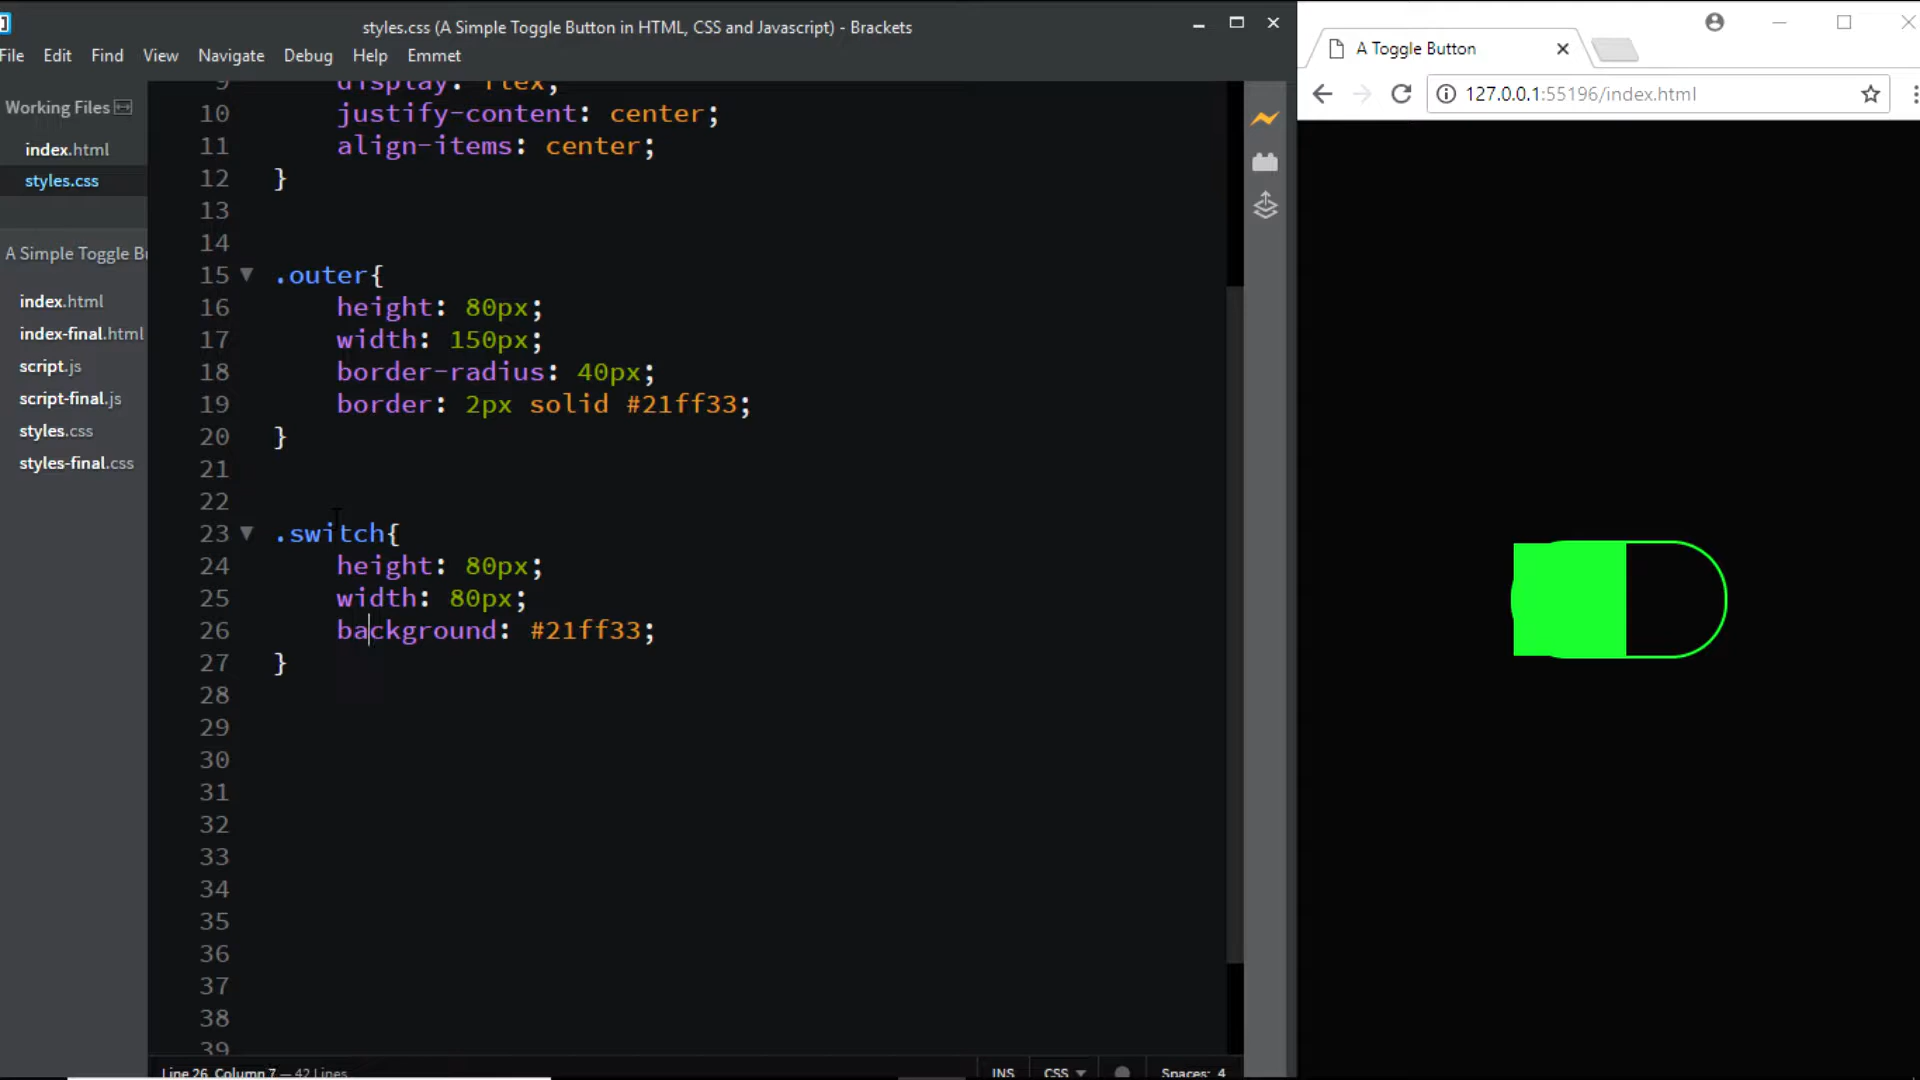 styles.css (A Simple Toggle Button in HTML, CSS and Javascript) - Brackets
File Edit Find View Navigate Debug Help Emmet
Working Files
index.html
styles.css
A Simple Toggle Bu
index.html
index-final.html
script.js
script-final.js
styles.css
styles-final.css
9 display: flex;
10 justify-content: center;
11 align-items: center;
12 }
13
14
15 .outer{
16 height: 80px;
17 width: 150px;
18 border-radius: 40px;
19 border: 2px solid #21ff33;
20 }
21
22
23 .switch{
24 height: 80px;
25 width: 80px;
26 background: #21ff33;
27 }
28
29
30
31
32
33
34
35
36
37
38
39
Line 26, Column 7 — 42 Lines
INS CSS Spaces: 4
A Toggle Button
127.0.0.1:55196/index.html